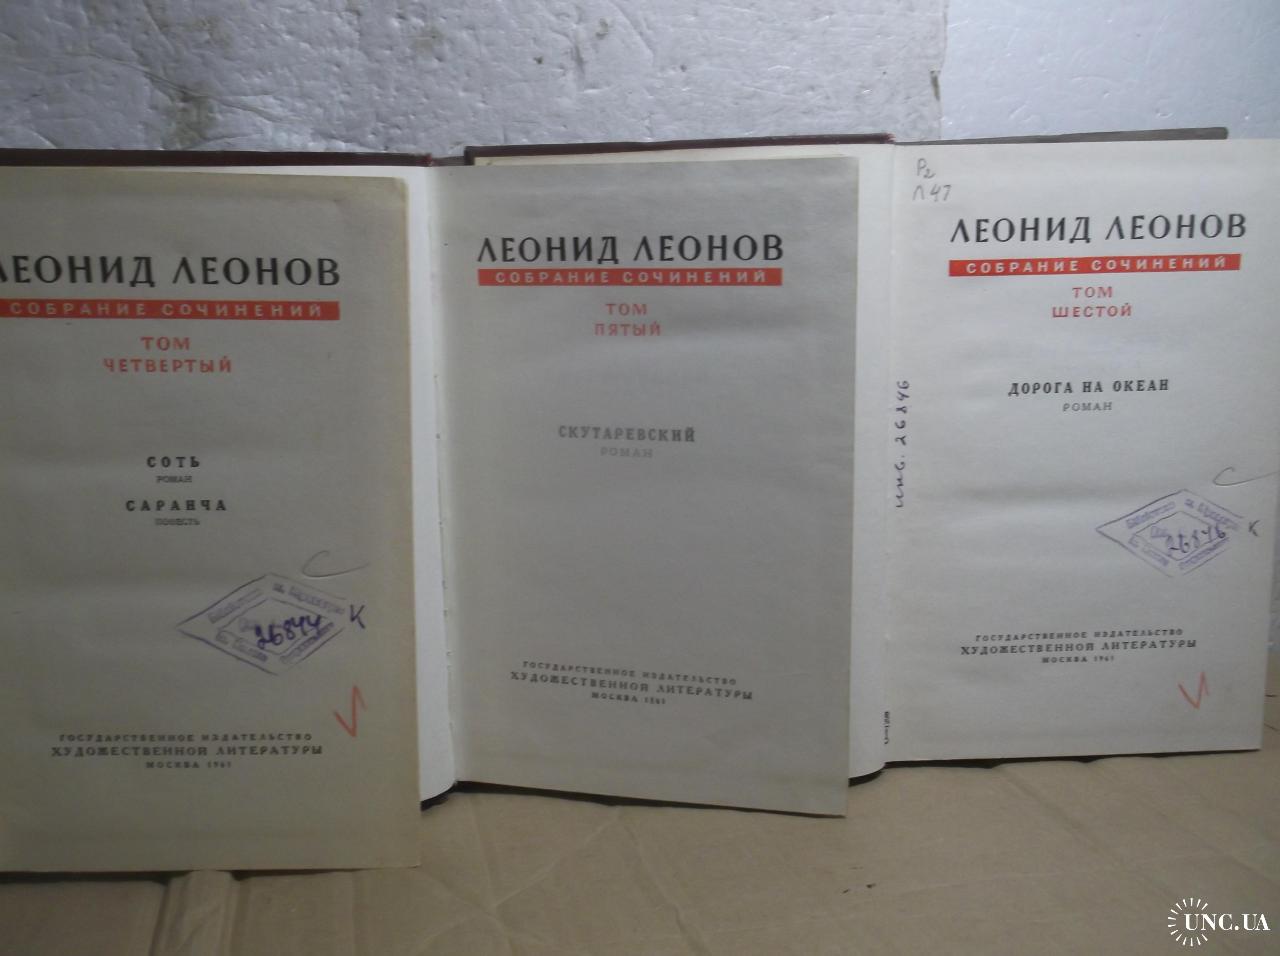 ЛЕОНИД ЛЕОНОВ
СОБРАНИЕ СОЧИНЕНИЙ
ТОМ
ЧЕТВЕРТЫЙ
СОТЬ
РОМАН
САРАНЧА
ПОВЕСТЬ
С
26844
К
ГОСУДАРСТВЕННОЕ ИЗДАТЕЛЬСТВО
ХУДОЖЕСТВЕННОЙ ЛИТЕРАТУРЫ
МОСКВА 1961
ЛЕОНИД ЛЕОНОВ
СОБРАНИЕ СОЧИНЕНИЙ
ТОМ
ПЯТЫЙ
СКУТАРЕВСКИЙ
РОМАН
ГОСУДАРСТВЕННОЕ ИЗДАТЕЛЬСТВО
ХУДОЖЕСТВЕННОЙ ЛИТЕРАТУРЫ
МОСКВА 1961
Р2
Л47
ЛЕОНИД ЛЕОНОВ
СОБРАНИЕ СОЧИНЕНИЙ
ТОМ
ШЕСТОЙ
ДОРОГА НА ОКЕАН
РОМАН
инв. 26846
С
26846
К
ГОСУДАРСТВЕННОЕ ИЗДАТЕЛЬСТВО
ХУДОЖЕСТВЕННОЙ ЛИТЕРАТУРЫ
МОСКВА 1961
UNC.UA